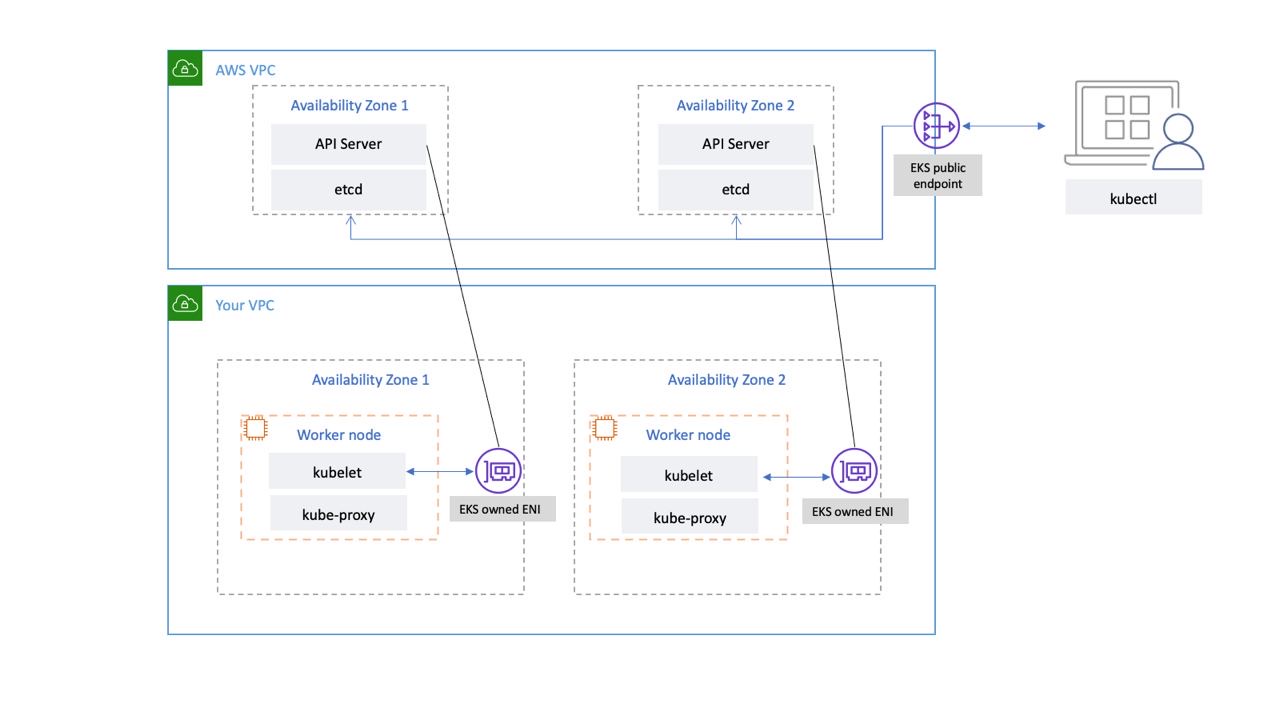 AWS VPC
Availability Zone 1
API Server
etcd
Availability Zone 2
API Server
etcd
EKS public
endpoint
kubectl
Your VPC
Availability Zone 1
Worker node
kubelet
kube-proxy
EKS owned ENI
Availability Zone 2
Worker node
kubelet
kube-proxy
EKS owned ENI